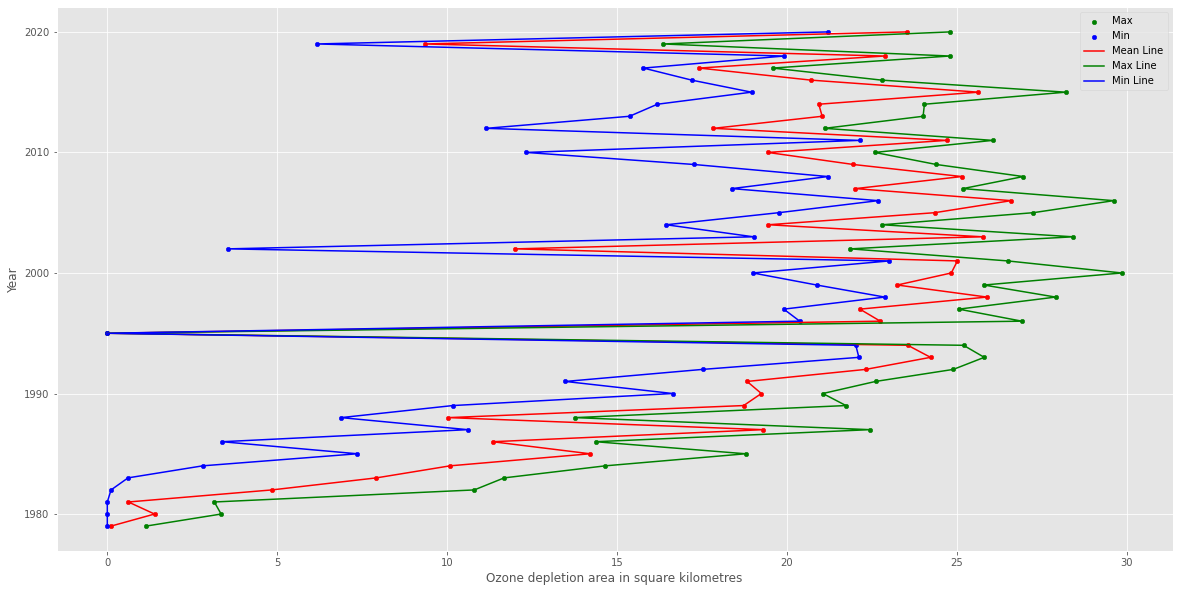 Max
Min
Mean Line
Max Line
Min Line
2020
2010
2000
1990
1980
Year
0 5 10 15 20 25 30
Ozone depletion area in square kilometres